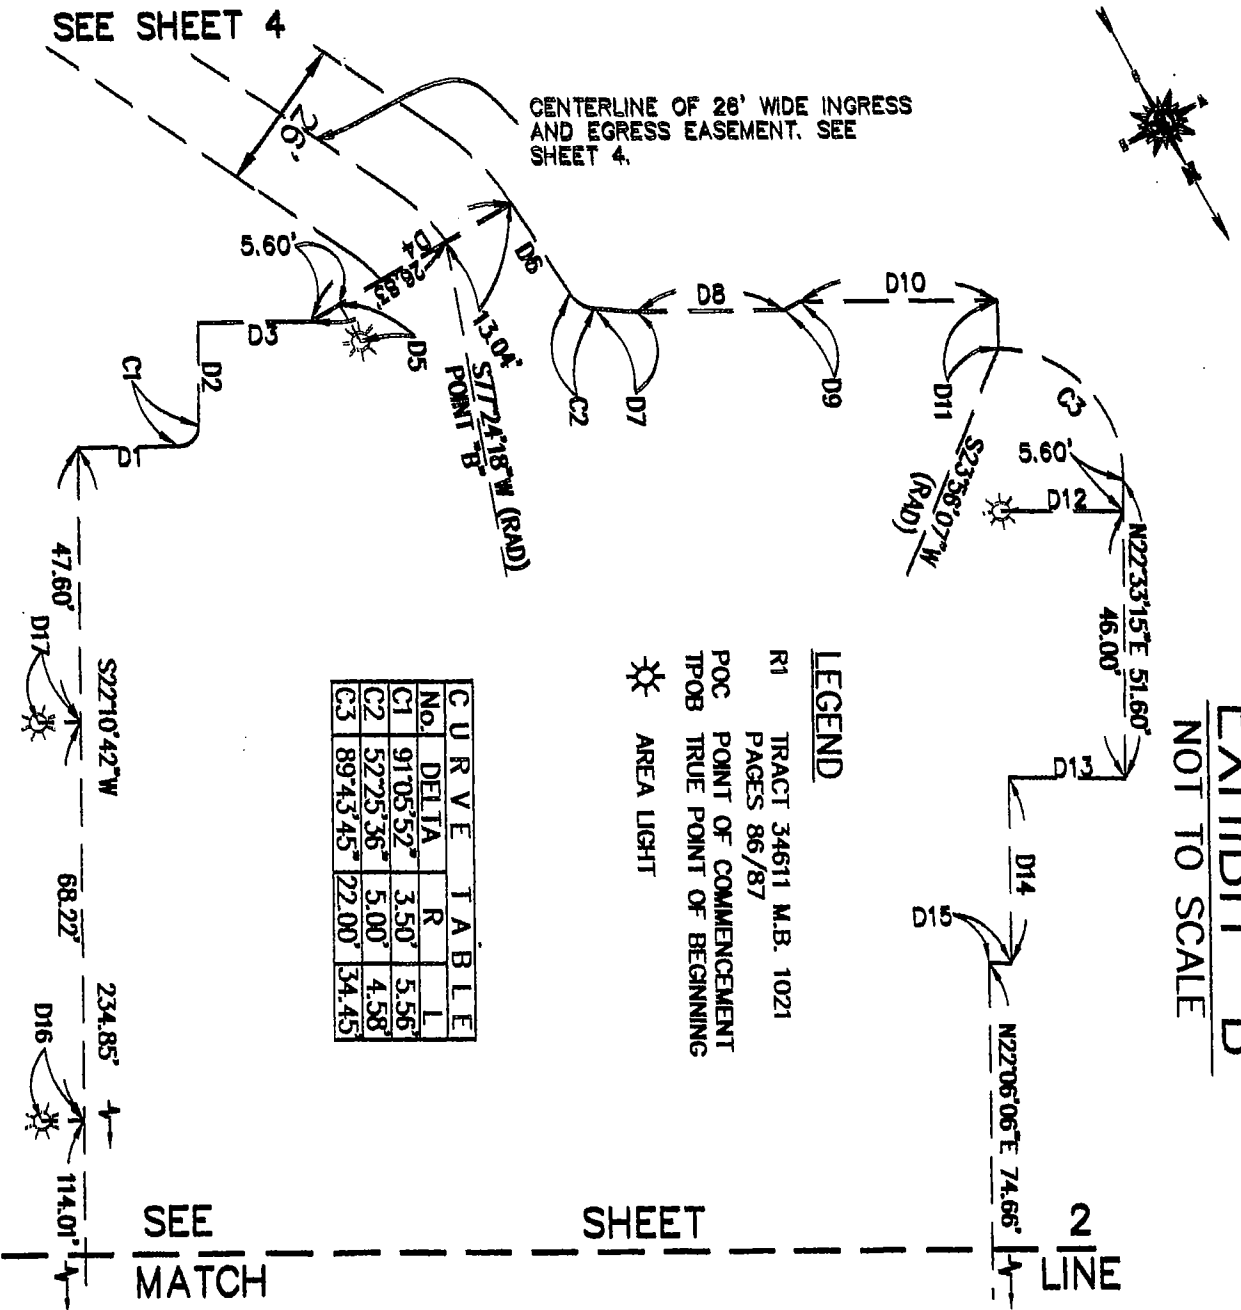 SEE SHEET 4
CENTERLINE OF 26' WIDE INGRESS
AND EGRESS EASEMENT. SEE
SHEET 4.
26'
5.60'
D4
26.83'
D6
D8
D10
D3
D5
13.04'
S77°24'18"W (RAD)
POINT "B"
C1
D2
D1
C2
D7
D9
D11
C3
S23°56'07"W
(RAD)
5.60'
D12
N22°33'15"E 51.60'
46.00'
D13
D14
D15
N22°06'06"E 74.66'
NOT TO SCALE
LEGEND
R1 TRACT 34611 M.B. 1021
PAGES 86/87
POC POINT OF COMMENCEMENT
TPOB TRUE POINT OF BEGINNING
AREA LIGHT
CURVE TABLE
No. DELTA R L
C1 91°05'52" 3.50' 5.56'
C2 52°25'36" 5.00' 4.58'
C3 89°43'45" 22.00' 34.45'
47.60'
D17
S22°10'42"W
68.22'
234.85'
D16
114.01'
SEE SHEET 2
MATCH LINE